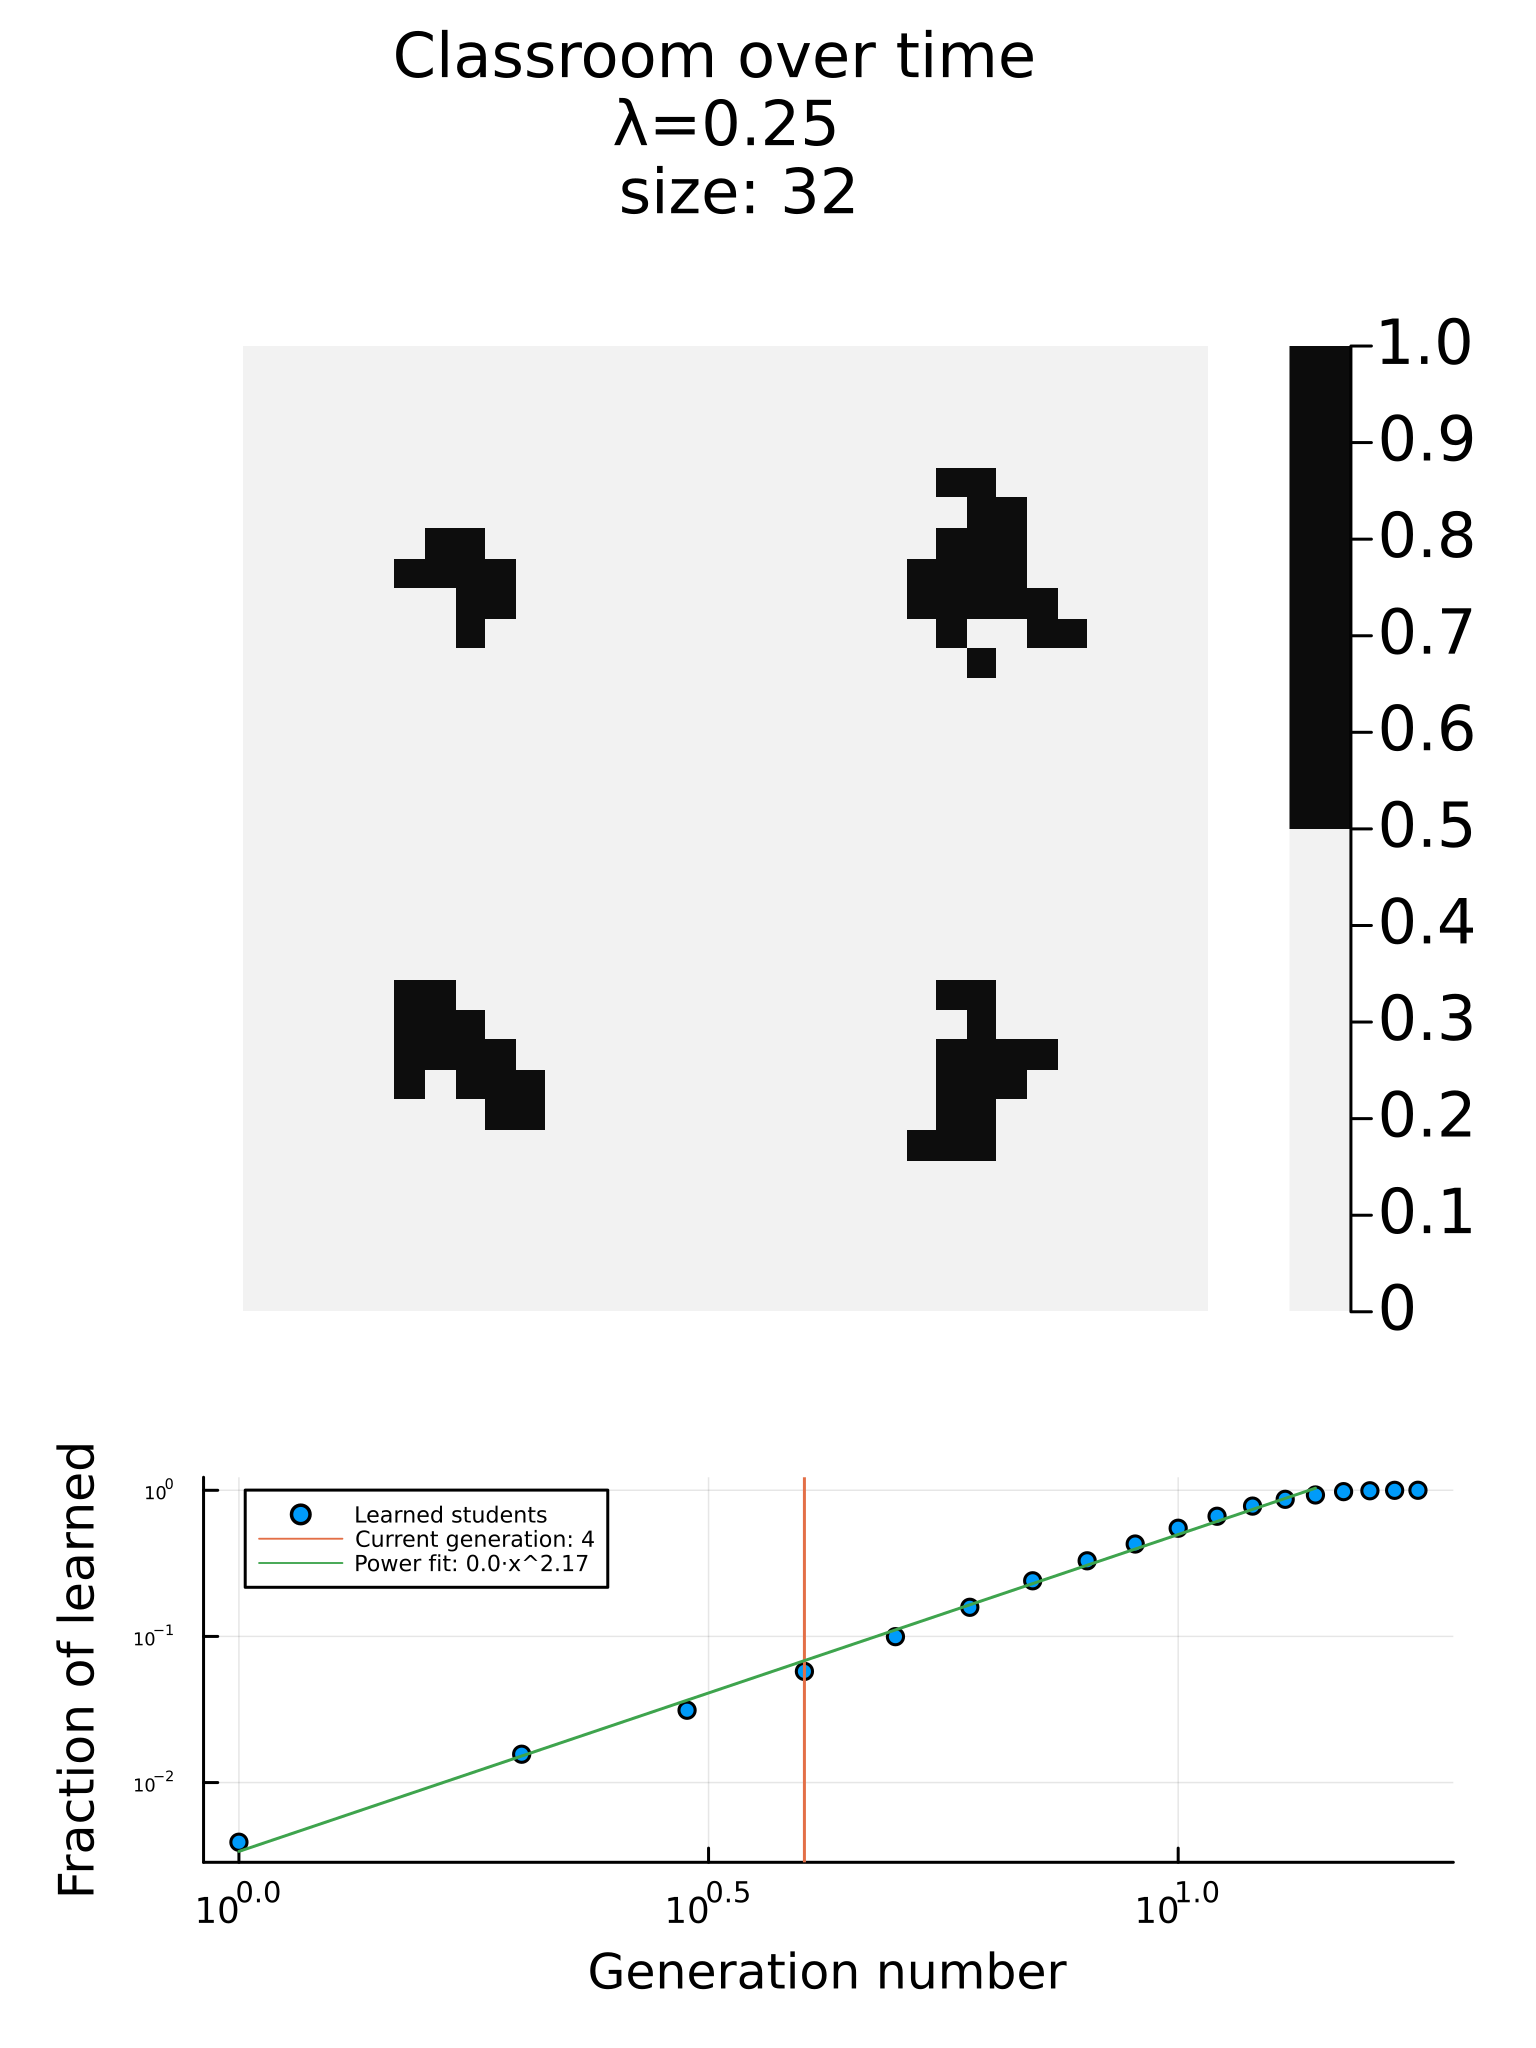 Classroom over time
λ=0.25
size: 32
1.0
0.9
0.8
0.7
0.6
0.5
0.4
0.3
0.2
0.1
0
Fraction of learned
10^0
10^−1
10^−2
Learned students
Current generation: 4
Power fit: 0.0·x^2.17
10^0.0 10^0.5 10^1.0
Generation number